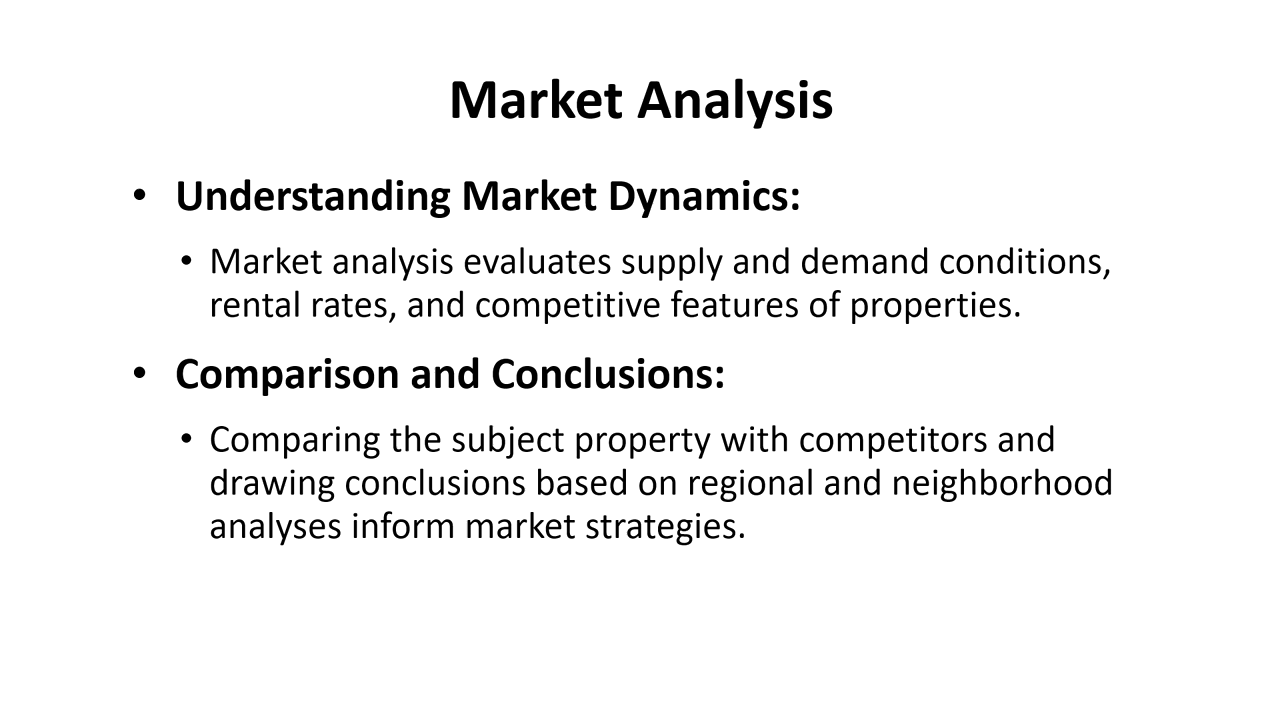 Market Analysis
• Understanding Market Dynamics:
• Market analysis evaluates supply and demand conditions,
rental rates, and competitive features of properties.
• Comparison and Conclusions:
• Comparing the subject property with competitors and
drawing conclusions based on regional and neighborhood
analyses inform market strategies.